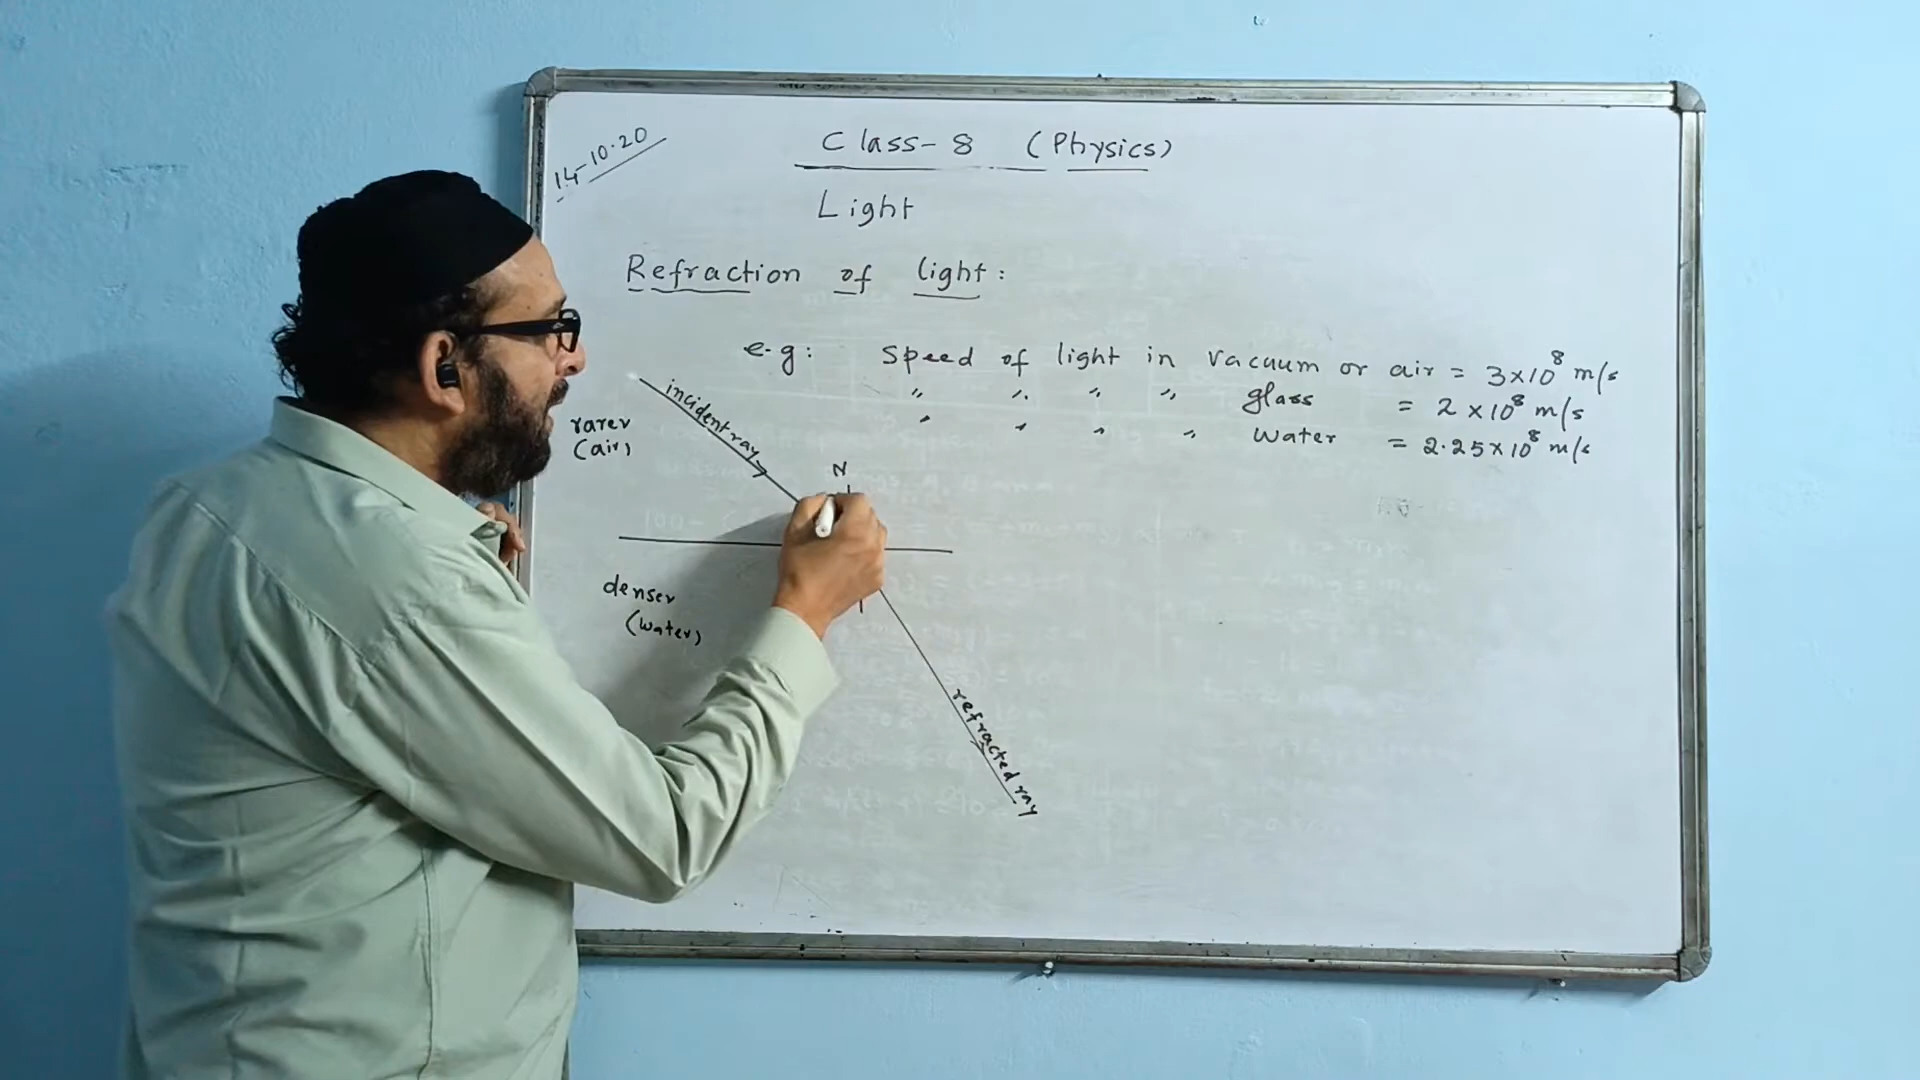 14-10.20
Class-8 (Physics)
Light
Refraction of light:
e.g: Speed of light in vacuum or air = 3×10⁸ m/s
" " " " glass = 2×10⁸ m/s
" " " " water = 2.25×10⁸ m/s
incident ray
rarer
(air)
N
denser
(water)
refracted ray